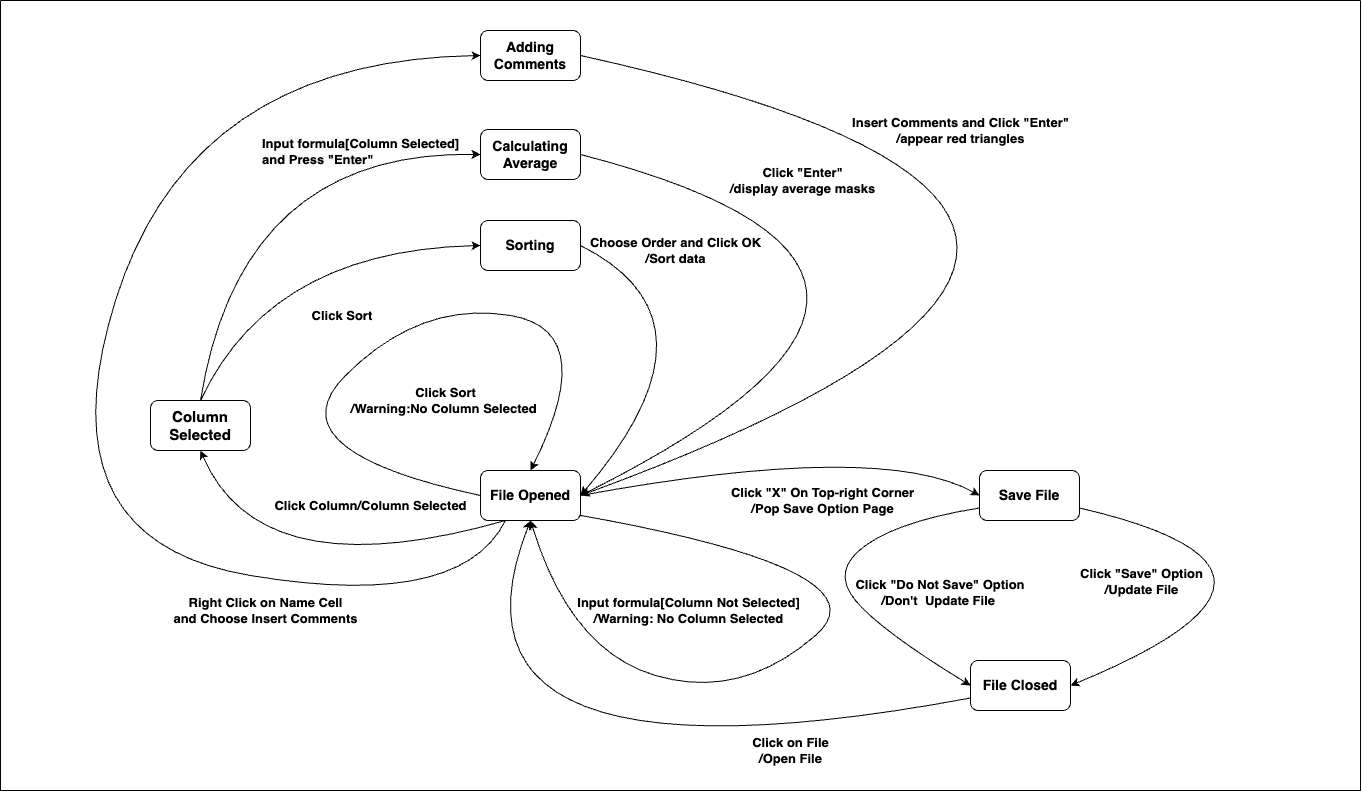 Adding
Comments
Insert Comments and Click "Enter"
/appear red triangles
Input formula[Column Selected]
and Press "Enter"
Calculating
Average
Click "Enter"
/display average masks
Sorting
Choose Order and Click OK
/Sort data
Click Sort
Click Sort
/Warning:No Column Selected
Column
Selected
File Opened
Click Column/Column Selected
Click "X" On Top-right Corner
/Pop Save Option Page
Save File
Click "Do Not Save" Option
/Don't  Update File
Click "Save" Option
/Update File
Right Click on Name Cell
and Choose Insert Comments
Input formula[Column Not Selected]
/Warning: No Column Selected
File Closed
Click on File
/Open File